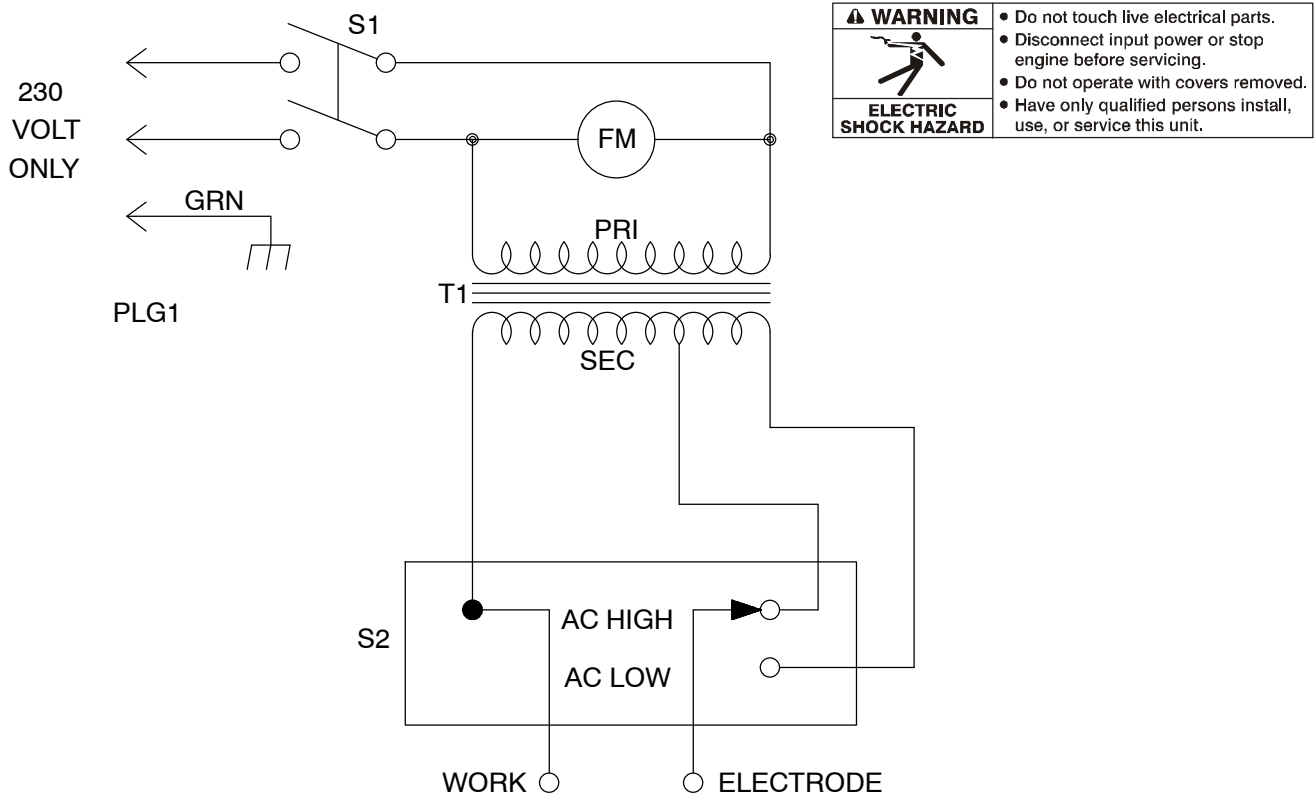 S1
230
VOLT
ONLY
GRN
PLG1
FM
PRI
T1
SEC
S2
AC HIGH
AC LOW
WORK
ELECTRODE
WARNING
ELECTRIC
SHOCK HAZARD
• Do not touch live electrical parts.
• Disconnect input power or stop
engine before servicing.
• Do not operate with covers removed.
• Have only qualified persons install,
use, or service this unit.